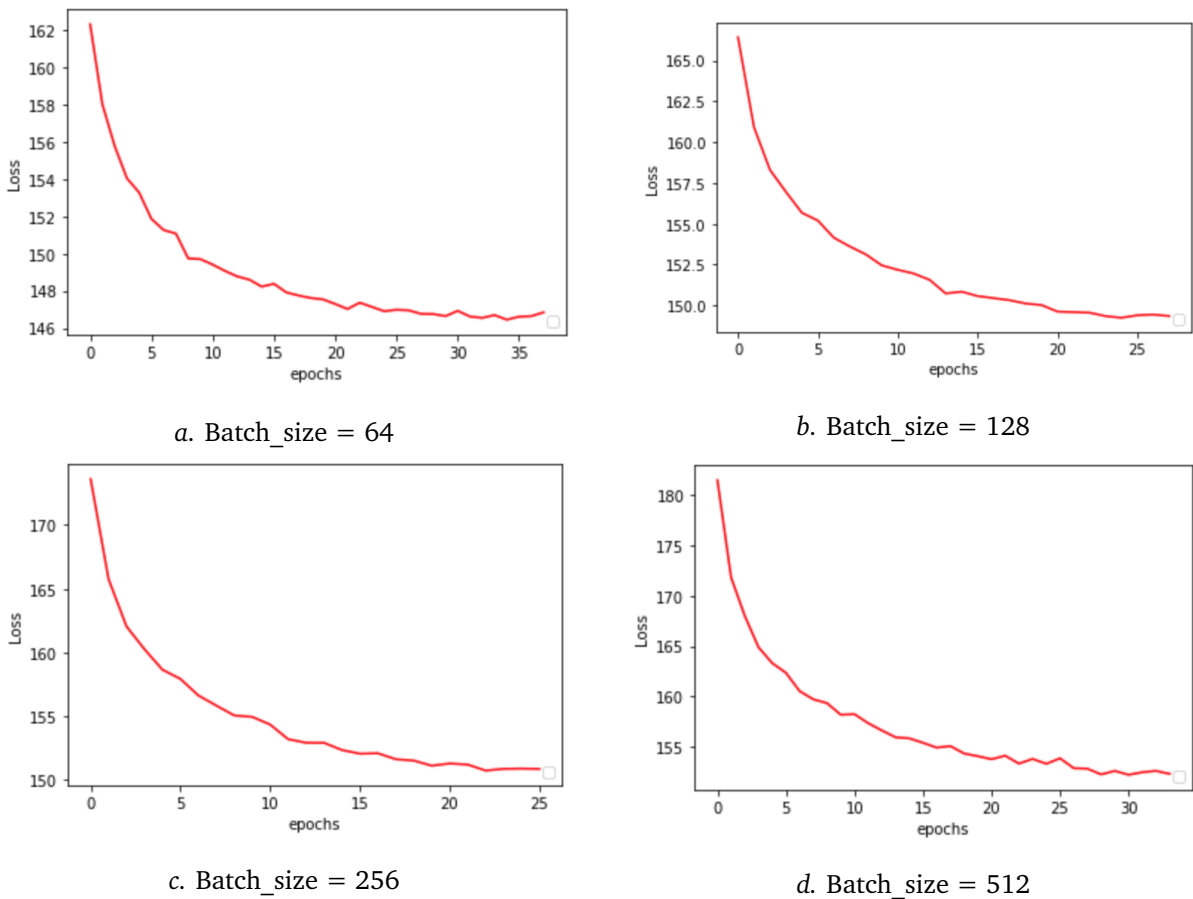 162
160
158
156
154
152
150
148
146
Loss
0 5 10 15 20 25 30 35
epochs
a. Batch_size = 64
165.0
162.5
160.0
157.5
155.0
152.5
150.0
Loss
0 5 10 15 20 25
epochs
b. Batch_size = 128
170
165
160
155
150
Loss
0 5 10 15 20 25
epochs
c. Batch_size = 256
180
175
170
165
160
155
Loss
0 5 10 15 20 25 30
epochs
d. Batch_size = 512